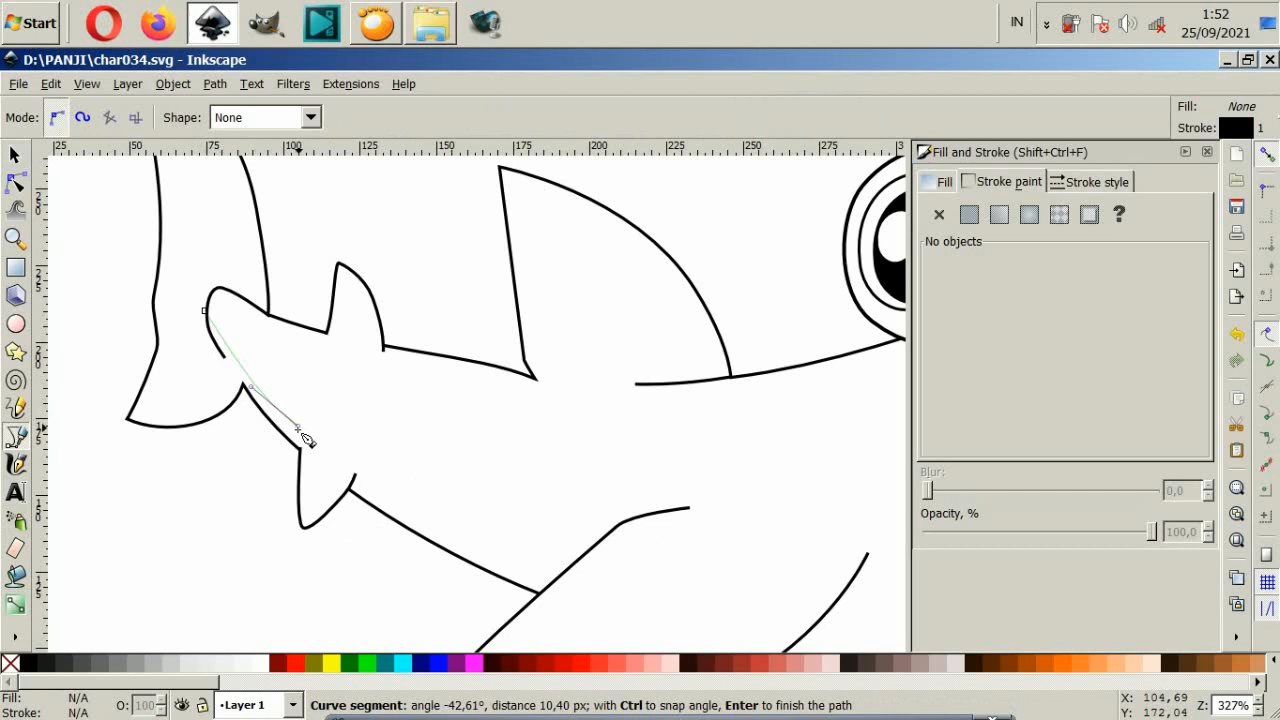 Start
IN
1:52
25/09/2021
D:\PANJI\char034.svg - Inkscape
File Edit View Layer Object Path Text Filters Extensions Help
Mode: Shape: None
Fill: None
Stroke: 1
25 50 75 100 125 150 175 200 225 250 275 3
Fill and Stroke (Shift+Ctrl+F)
Fill Stroke paint Stroke style
?
No objects
Blur:
0,0
Opacity, %
100,0
Fill: N/A
Stroke: N/A
O: 100
Layer 1
Curve segment: angle -42,61°, distance 10,40 px; with Ctrl to snap angle, Enter to finish the path
X: 104,69
Y: 172,04
Z: 327%